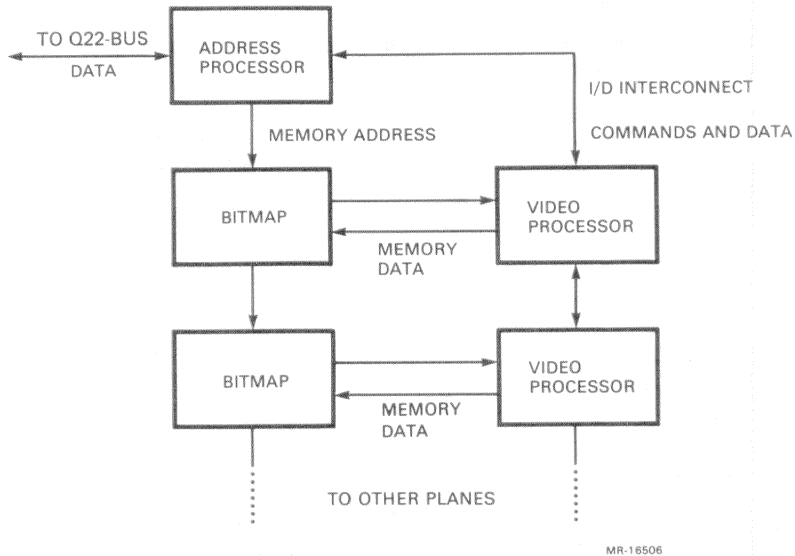 TO Q22-BUS
DATA
ADDRESS
PROCESSOR
I/D INTERCONNECT
COMMANDS AND DATA
MEMORY ADDRESS
BITMAP
VIDEO
PROCESSOR
MEMORY
DATA
BITMAP
VIDEO
PROCESSOR
MEMORY
DATA
TO OTHER PLANES
MR-16506